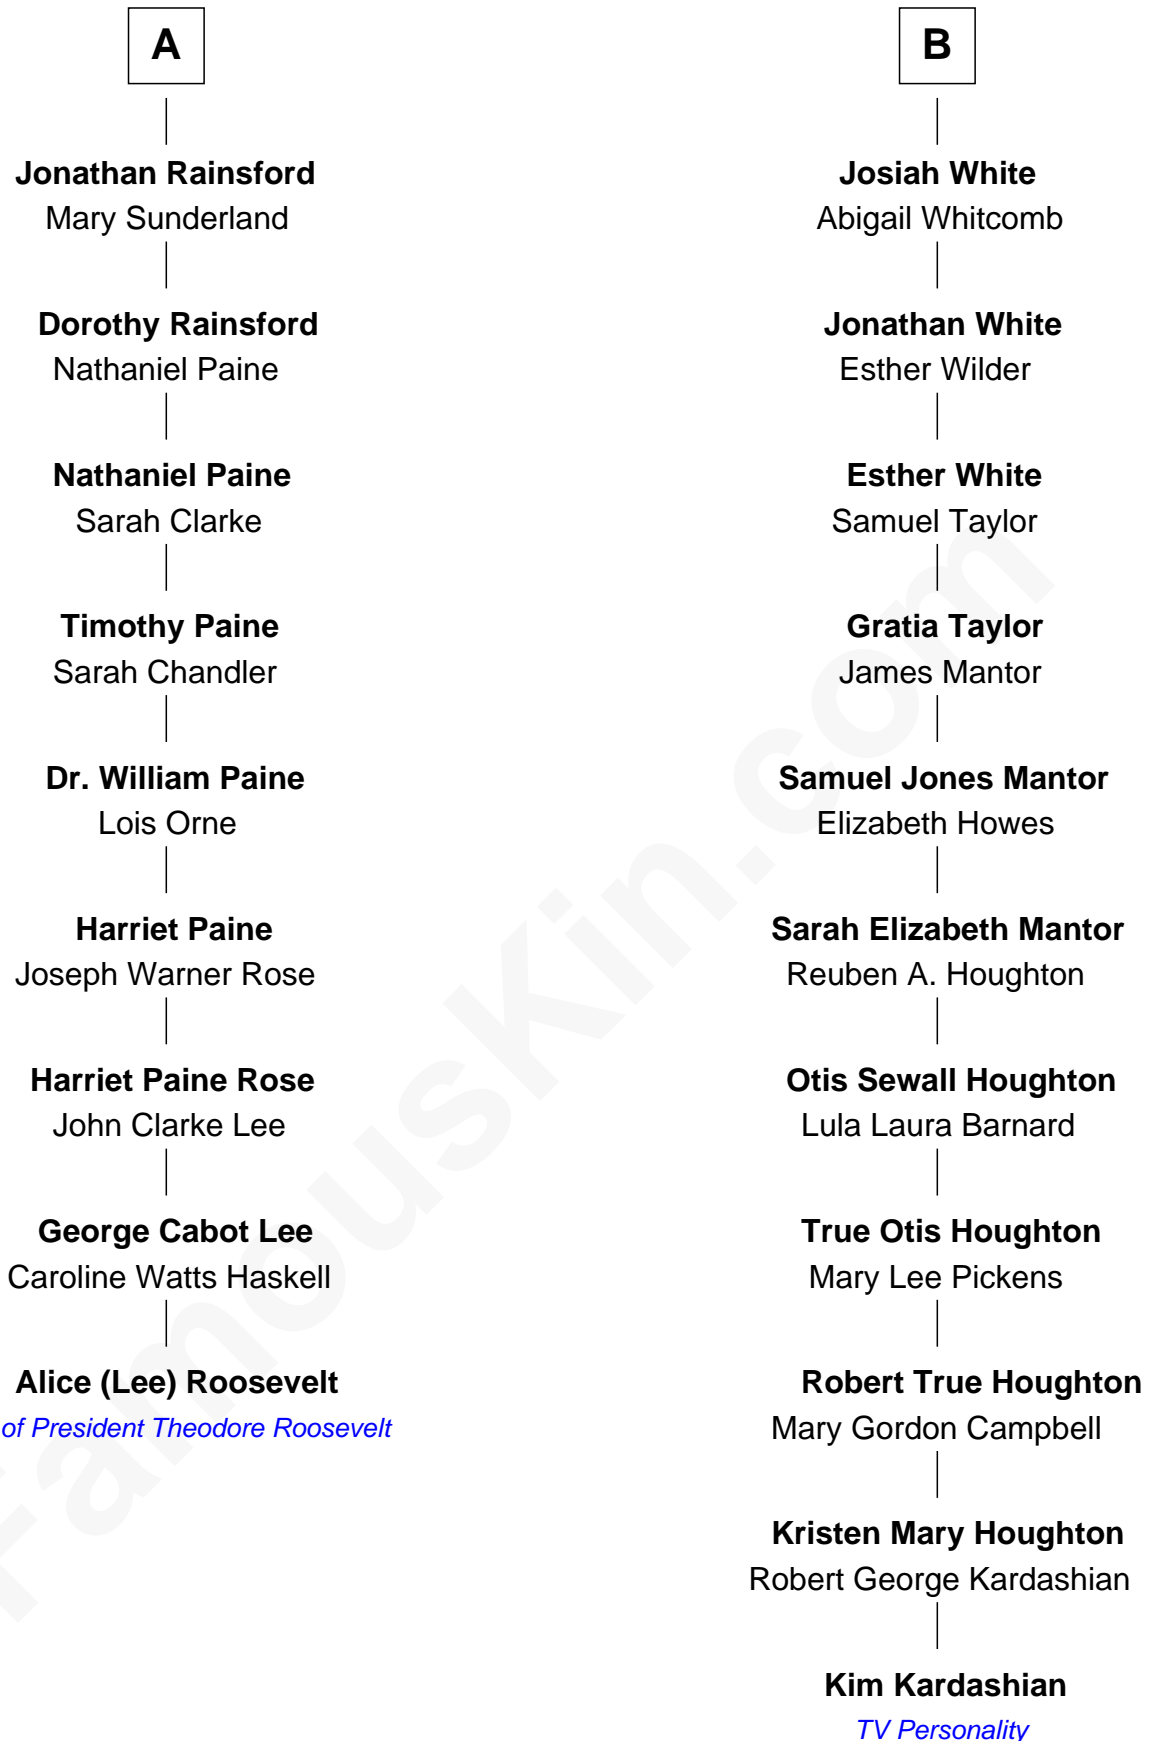 A
Jonathan Rainsford
Mary Sunderland
Dorothy Rainsford
Nathaniel Paine
Nathaniel Paine
Sarah Clarke
Timothy Paine
Sarah Chandler
Dr. William Paine
Lois Orne
Harriet Paine
Joseph Warner Rose
Harriet Paine Rose
John Clarke Lee
George Cabot Lee
Caroline Watts Haskell
Alice (Lee) Roosevelt
of President Theodore Roosevelt
B
Josiah White
Abigail Whitcomb
Jonathan White
Esther Wilder
Esther White
Samuel Taylor
Gratia Taylor
James Mantor
Samuel Jones Mantor
Elizabeth Howes
Sarah Elizabeth Mantor
Reuben A. Houghton
Otis Sewall Houghton
Lula Laura Barnard
True Otis Houghton
Mary Lee Pickens
Robert True Houghton
Mary Gordon Campbell
Kristen Mary Houghton
Robert George Kardashian
Kim Kardashian
TV Personality
FamousKin.com